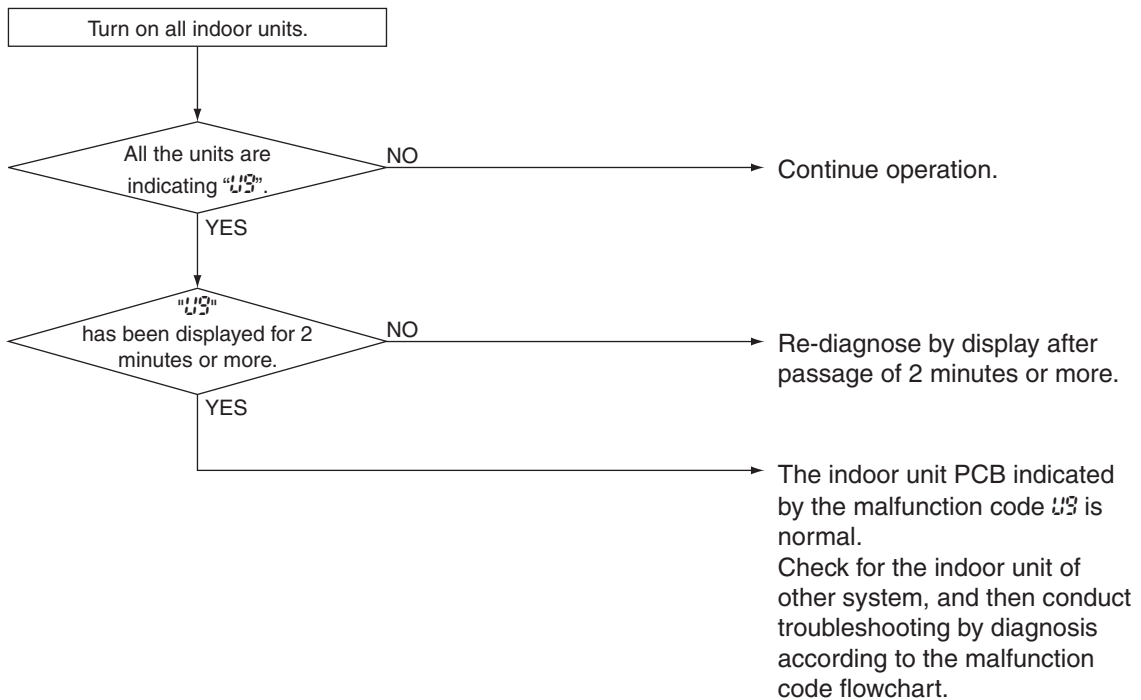 Turn on all indoor units.
All the units are
indicating “U9”.
NO
Continue operation.
YES
"U9"
has been displayed for 2
minutes or more.
NO
Re-diagnose by display after
passage of 2 minutes or more.
YES
The indoor unit PCB indicated
by the malfunction code U9 is
normal.
Check for the indoor unit of
other system, and then conduct
troubleshooting by diagnosis
according to the malfunction
code flowchart.